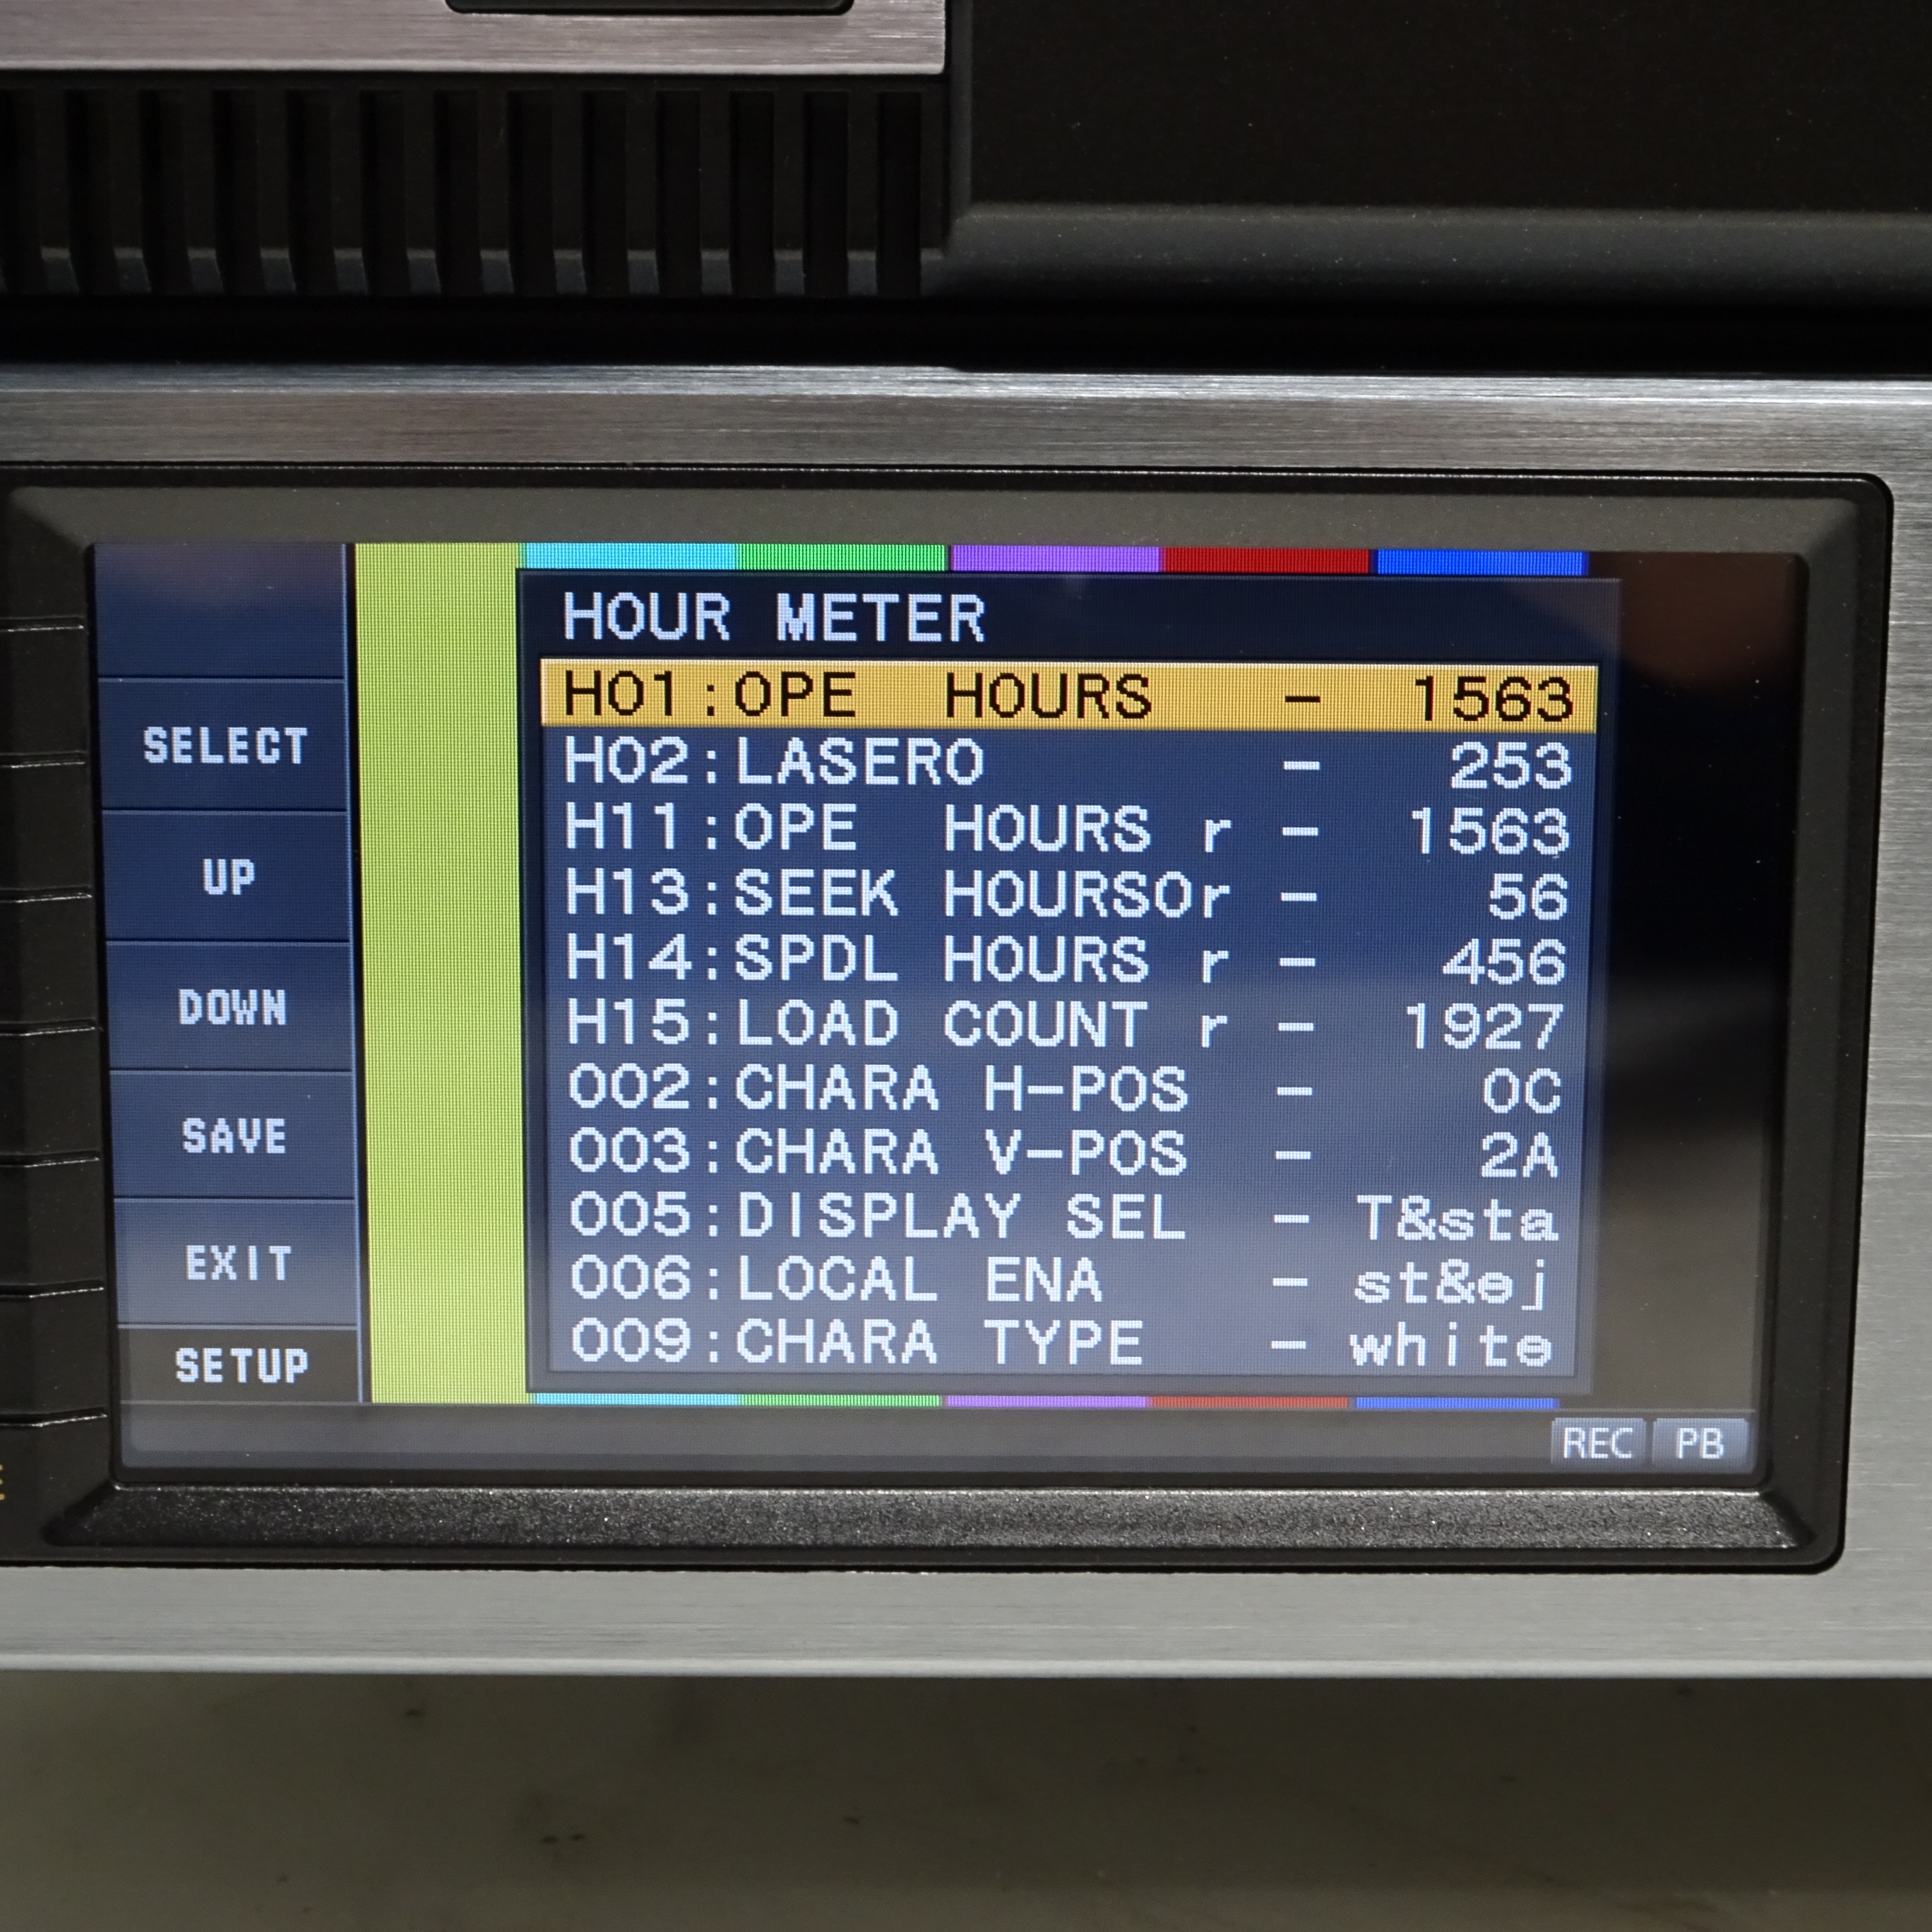 HOUR METER
H01:OPE HOURS - 1563
H02:LASER0 - 253
H11:OPE HOURS r - 1563
H13:SEEK HOURS0r - 56
H14:SPDL HOURS r - 456
H15:LOAD COUNT r - 1927
002:CHARA H-POS - 0C
003:CHARA V-POS - 2A
005:DISPLAY SEL - T&sta
006:LOCAL ENA - st&ej
009:CHARA TYPE - white
SELECT
UP
DOWN
SAVE
EXIT
SETUP
REC PB